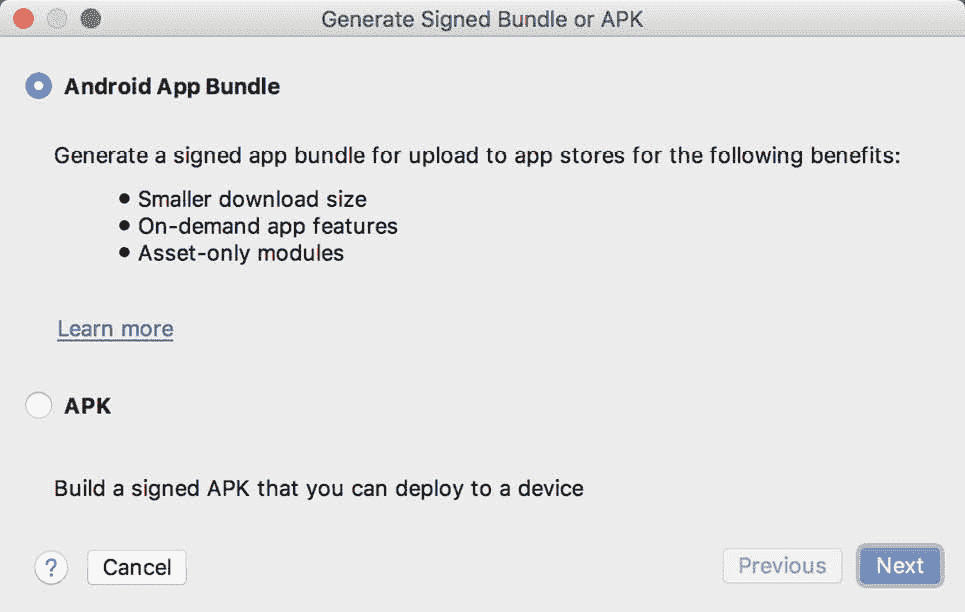 Generate Signed Bundle or APK
Android App Bundle
Generate a signed app bundle for upload to app stores for the following benefits:
• Smaller download size
• On-demand app features
• Asset-only modules
Learn more
APK
Build a signed APK that you can deploy to a device
? Cancel Previous Next